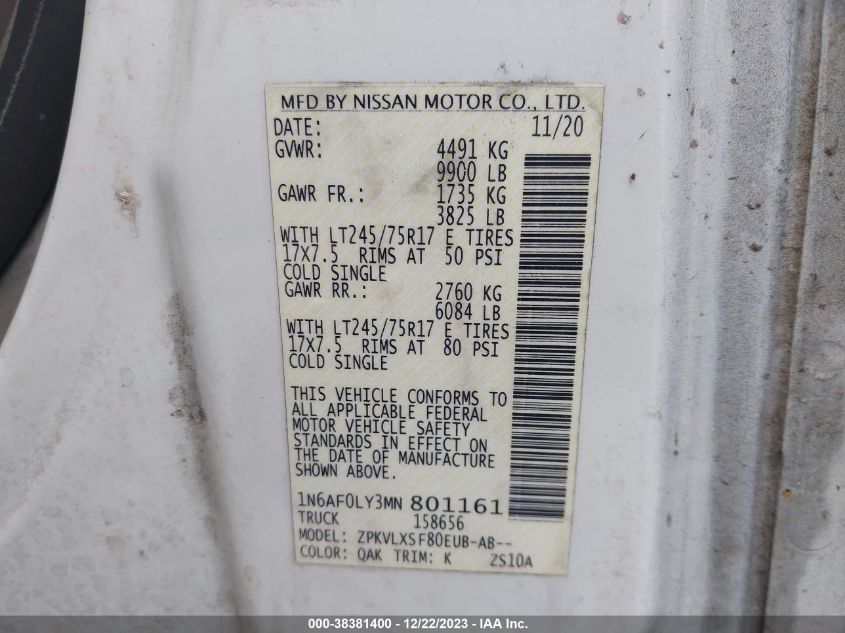 MFD BY NISSAN MOTOR CO., LTD.
DATE: 11/20
GVWR: 4491 KG
9900 LB
GAWR FR.: 1735 KG
3825 LB
WITH LT245/75R17 E TIRES
17X7.5 RIMS AT 50 PSI
COLD SINGLE
GAWR RR.: 2760 KG
6084 LB
WITH LT245/75R17 E TIRES
17X7.5 RIMS AT 80 PSI
COLD SINGLE
THIS VEHICLE CONFORMS TO
ALL APPLICABLE FEDERAL
MOTOR VEHICLE SAFETY
STANDARDS IN EFFECT ON
THE DATE OF MANUFACTURE
SHOWN ABOVE.
1N6AF0LY3MN 801161
TRUCK 158656
MODEL: ZPKVLXSF80EUB-AB--
COLOR: QAK TRIM: K ZS10A
000-38381400 - 12/22/2023 - IAA Inc.